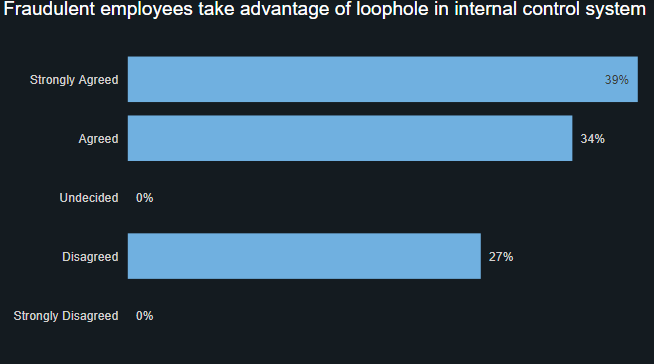 Fraudulent employees take advantage of loophole in internal control system
Strongly Agreed 39%
Agreed 34%
Undecided 0%
Disagreed 27%
Strongly Disagreed 0%